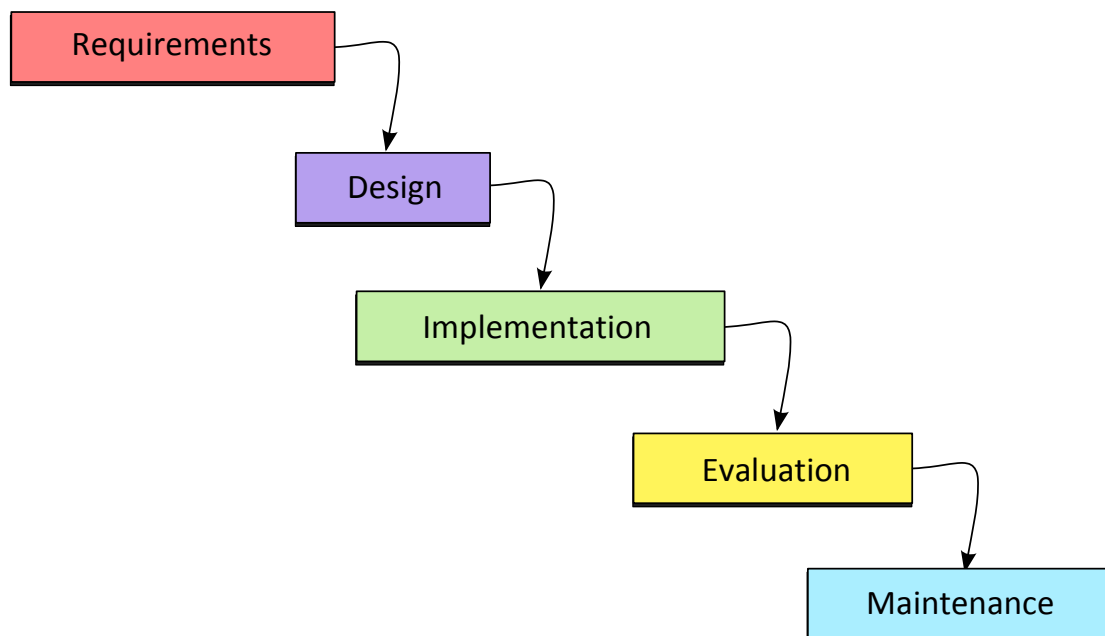 Requirements
Design
Implementation
Evaluation
Maintenance